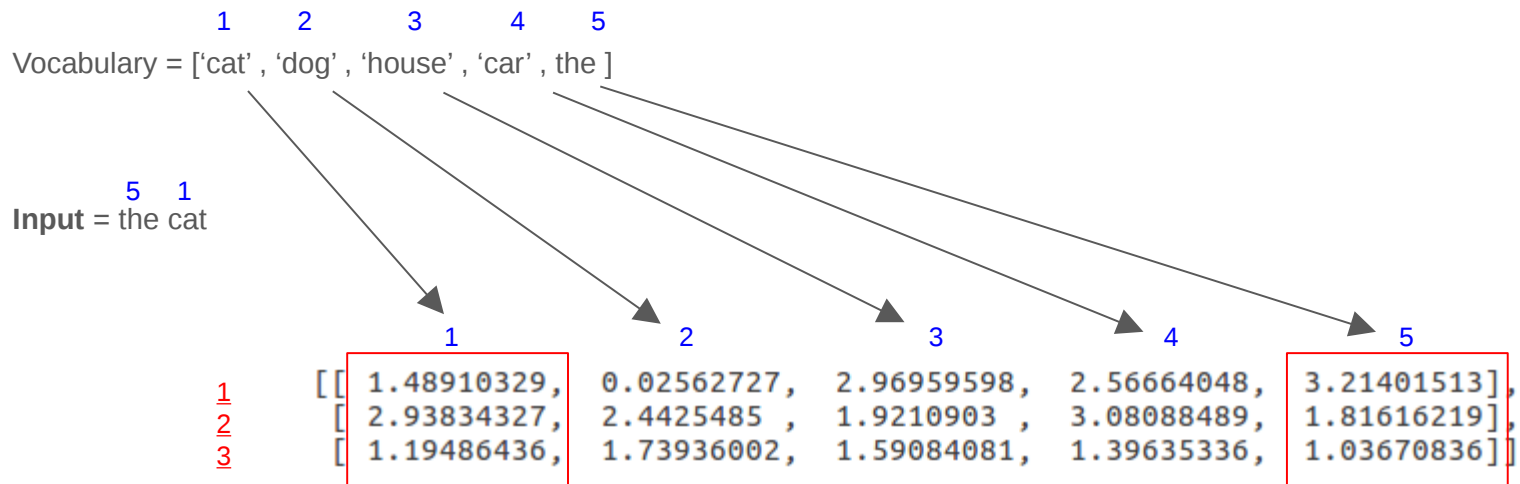 1 2 3 4 5
Vocabulary = [‘cat’ , ‘dog’ , ‘house’ , ‘car’ , the ]
5 1
Input = the cat
1 2 3 4 5
1 [[ 1.48910329, 0.02562727, 2.96959598, 2.56664048, 3.21401513],
2 [ 2.93834327, 2.4425485 , 1.9210903 , 3.08088489, 1.81616219],
3 [ 1.19486436, 1.73936002, 1.59084081, 1.39635336, 1.03670836]]